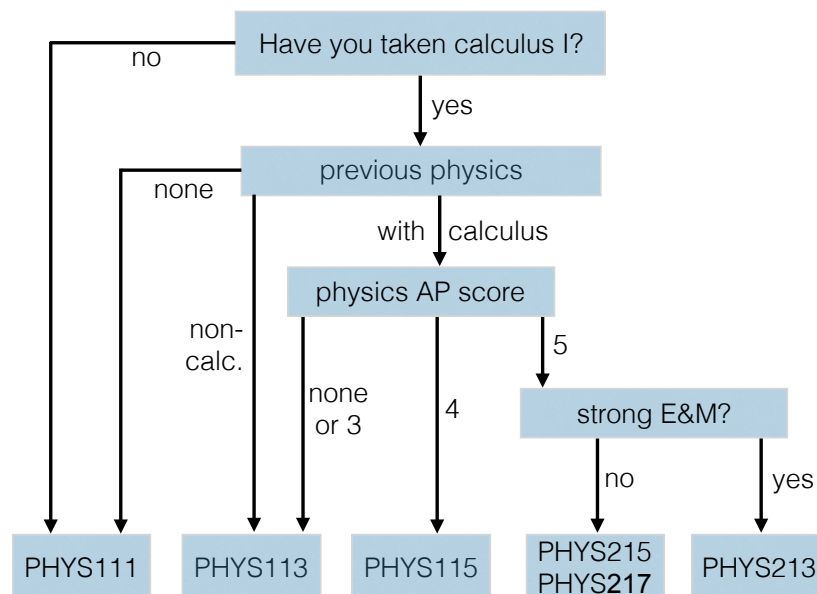 Have you taken calculus I?
no
yes
previous physics
none
with calculus
physics AP score
non-
calc.
none
or 3
4
5
strong E&M?
no
yes
PHYS111
PHYS113
PHYS115
PHYS215
PHYS217
PHYS213